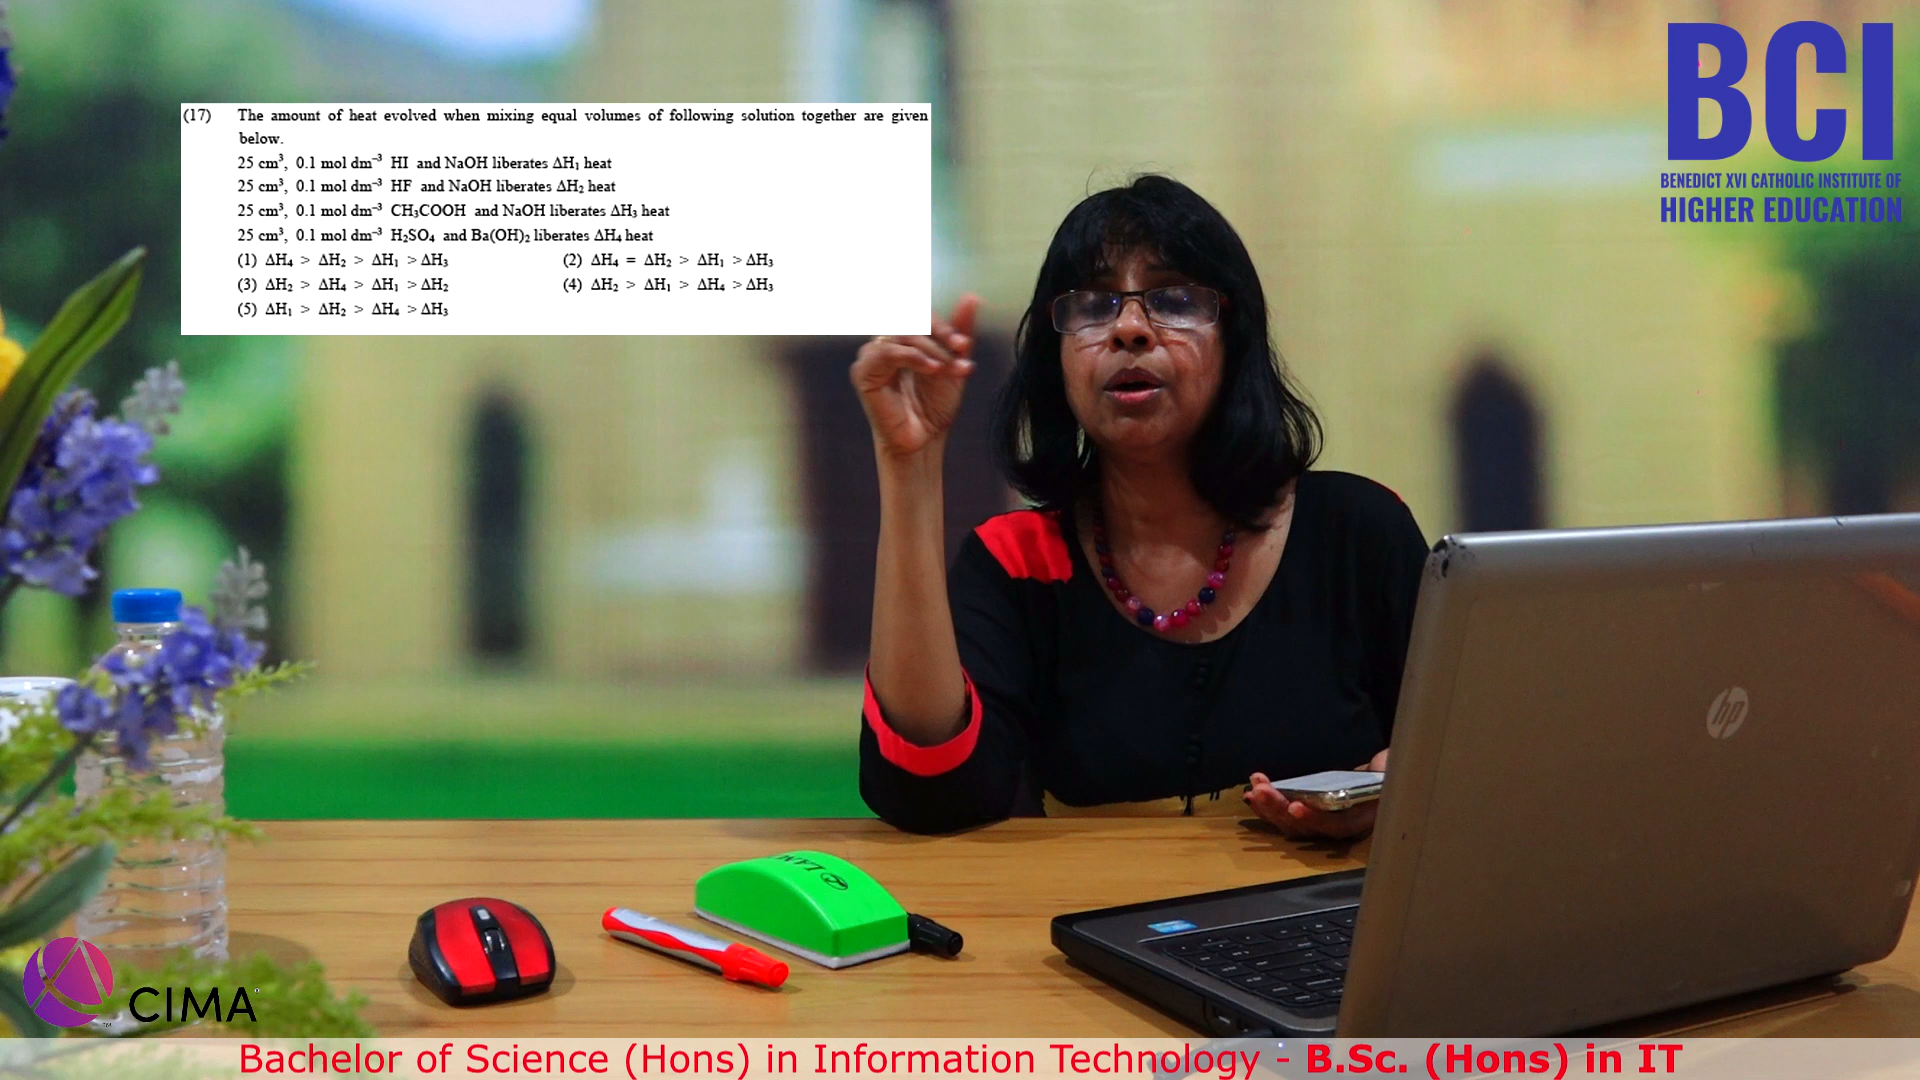 BCI
BENEDICT XVI CATHOLIC INSTITUTE OF
HIGHER EDUCATION
(17) The amount of heat evolved when mixing equal volumes of following solution together are given
below.
25 cm³, 0.1 mol dm⁻³ HI and NaOH liberates ΔH₁ heat
25 cm³, 0.1 mol dm⁻³ HF and NaOH liberates ΔH₂ heat
25 cm³, 0.1 mol dm⁻³ CH₃COOH and NaOH liberates ΔH₃ heat
25 cm³, 0.1 mol dm⁻³ H₂SO₄ and Ba(OH)₂ liberates ΔH₄ heat
(1) ΔH₄ > ΔH₂ > ΔH₁ > ΔH₃ (2) ΔH₄ = ΔH₂ > ΔH₁ > ΔH₃
(3) ΔH₂ > ΔH₄ > ΔH₁ > ΔH₂ (4) ΔH₂ > ΔH₁ > ΔH₄ > ΔH₃
(5) ΔH₁ > ΔH₂ > ΔH₄ > ΔH₃
hp
CIMA
Bachelor of Science (Hons) in Information Technology - B.Sc. (Hons) in IT